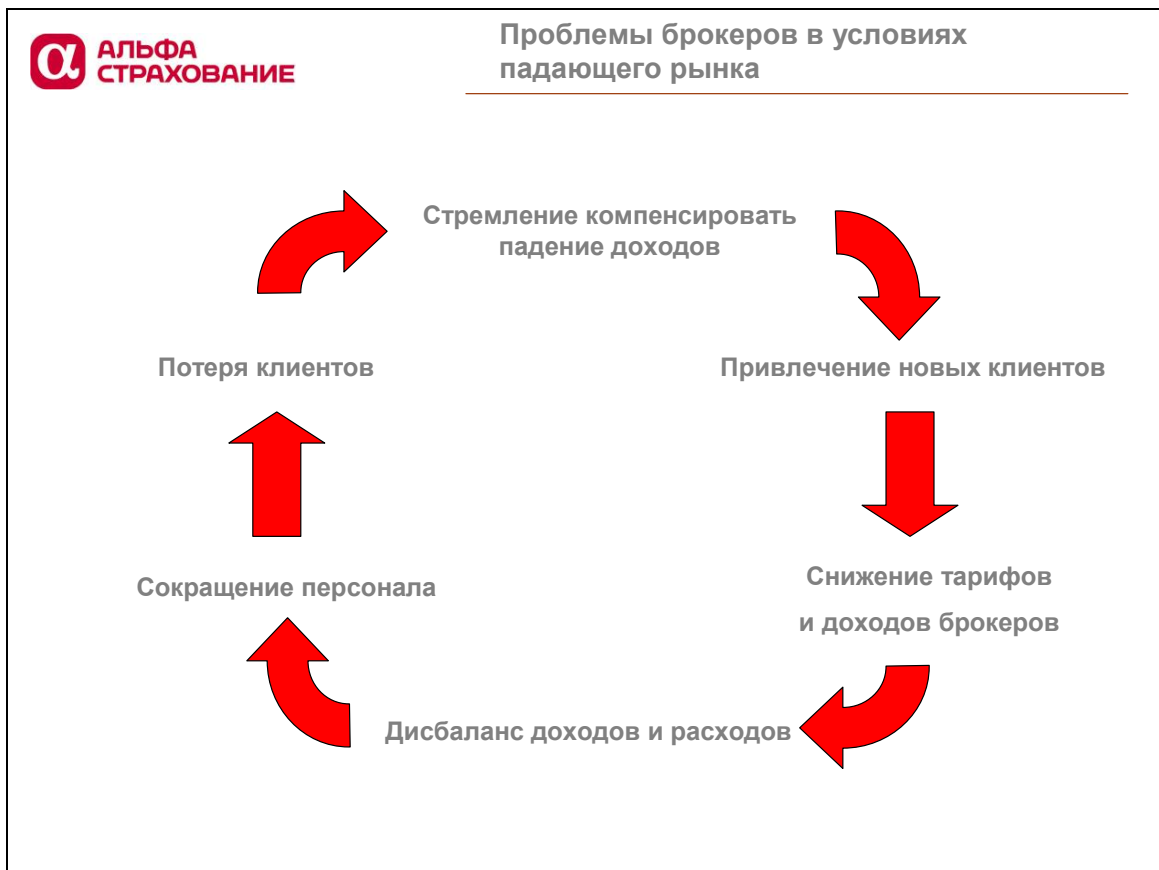 АЛЬФА
СТРАХОВАНИЕ
Проблемы брокеров в условиях
падающего рынка
Стремление компенсировать
падение доходов
Потеря клиентов
Привлечение новых клиентов
Сокращение персонала
Снижение тарифов
и доходов брокеров
Дисбаланс доходов и расходов